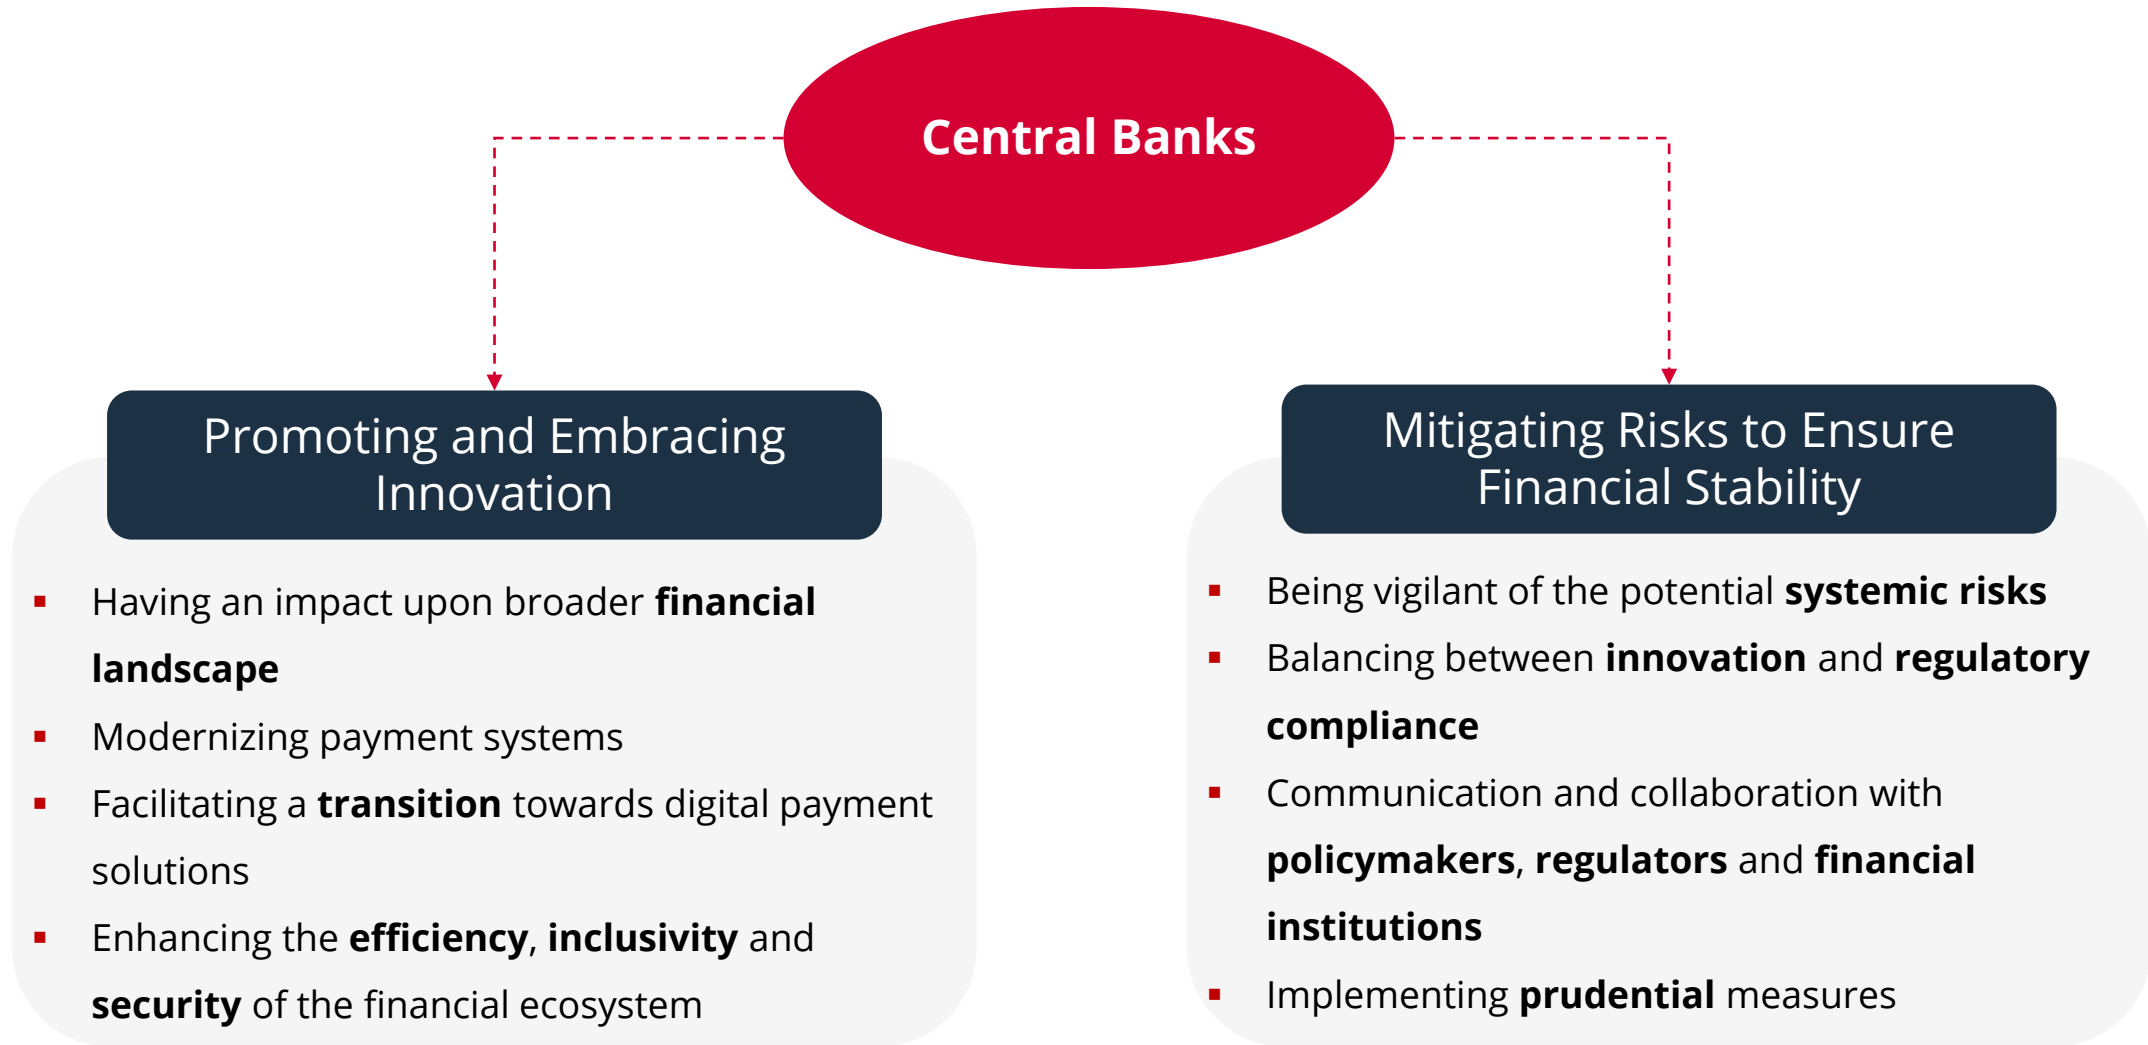 Central Banks
Promoting and Embracing
Innovation
▪ Having an impact upon broader financial
landscape
▪ Modernizing payment systems
▪ Facilitating a transition towards digital payment
solutions
▪ Enhancing the efficiency, inclusivity and
security of the financial ecosystem
Mitigating Risks to Ensure
Financial Stability
▪ Being vigilant of the potential systemic risks
▪ Balancing between innovation and regulatory
compliance
▪ Communication and collaboration with
policymakers, regulators and financial
institutions
▪ Implementing prudential measures